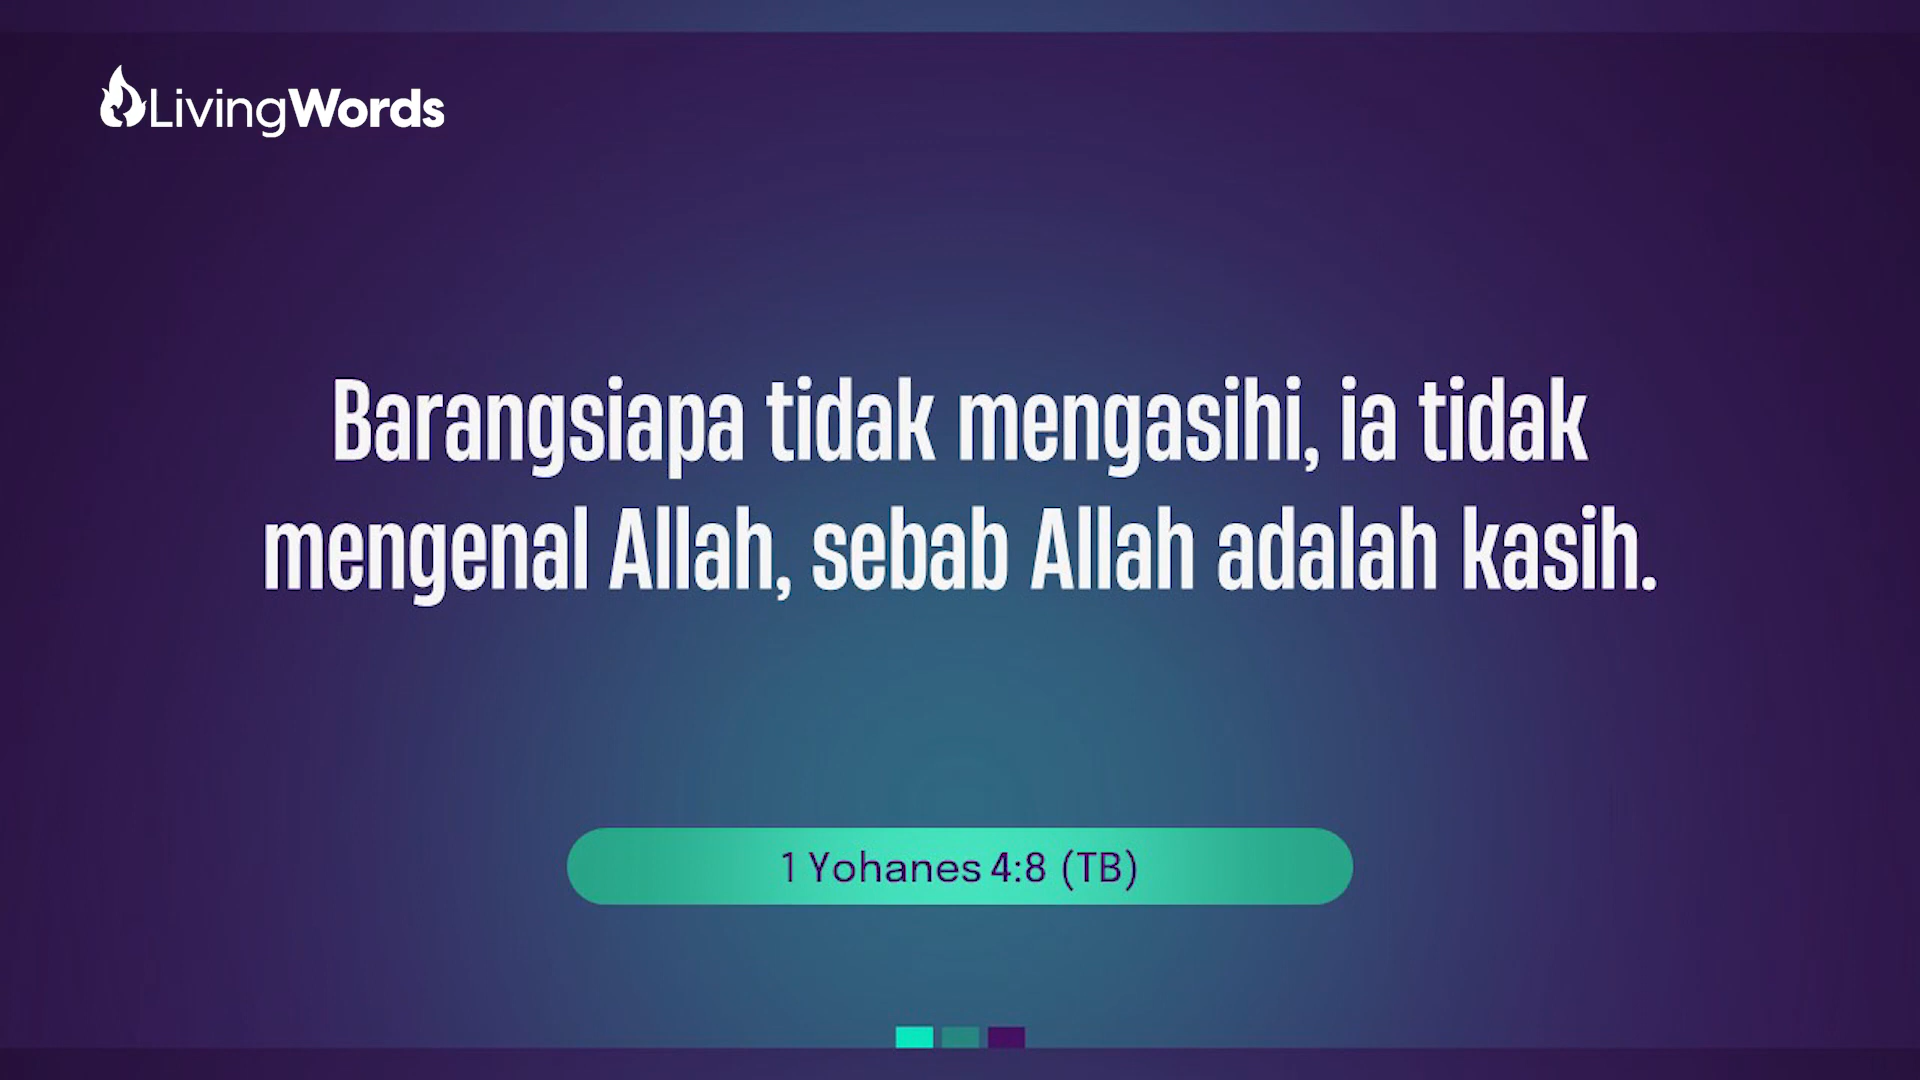 LivingWords
Barangsiapa tidak mengasihi, ia tidak
mengenal Allah, sebab Allah adalah kasih.
1 Yohanes 4:8 (TB)